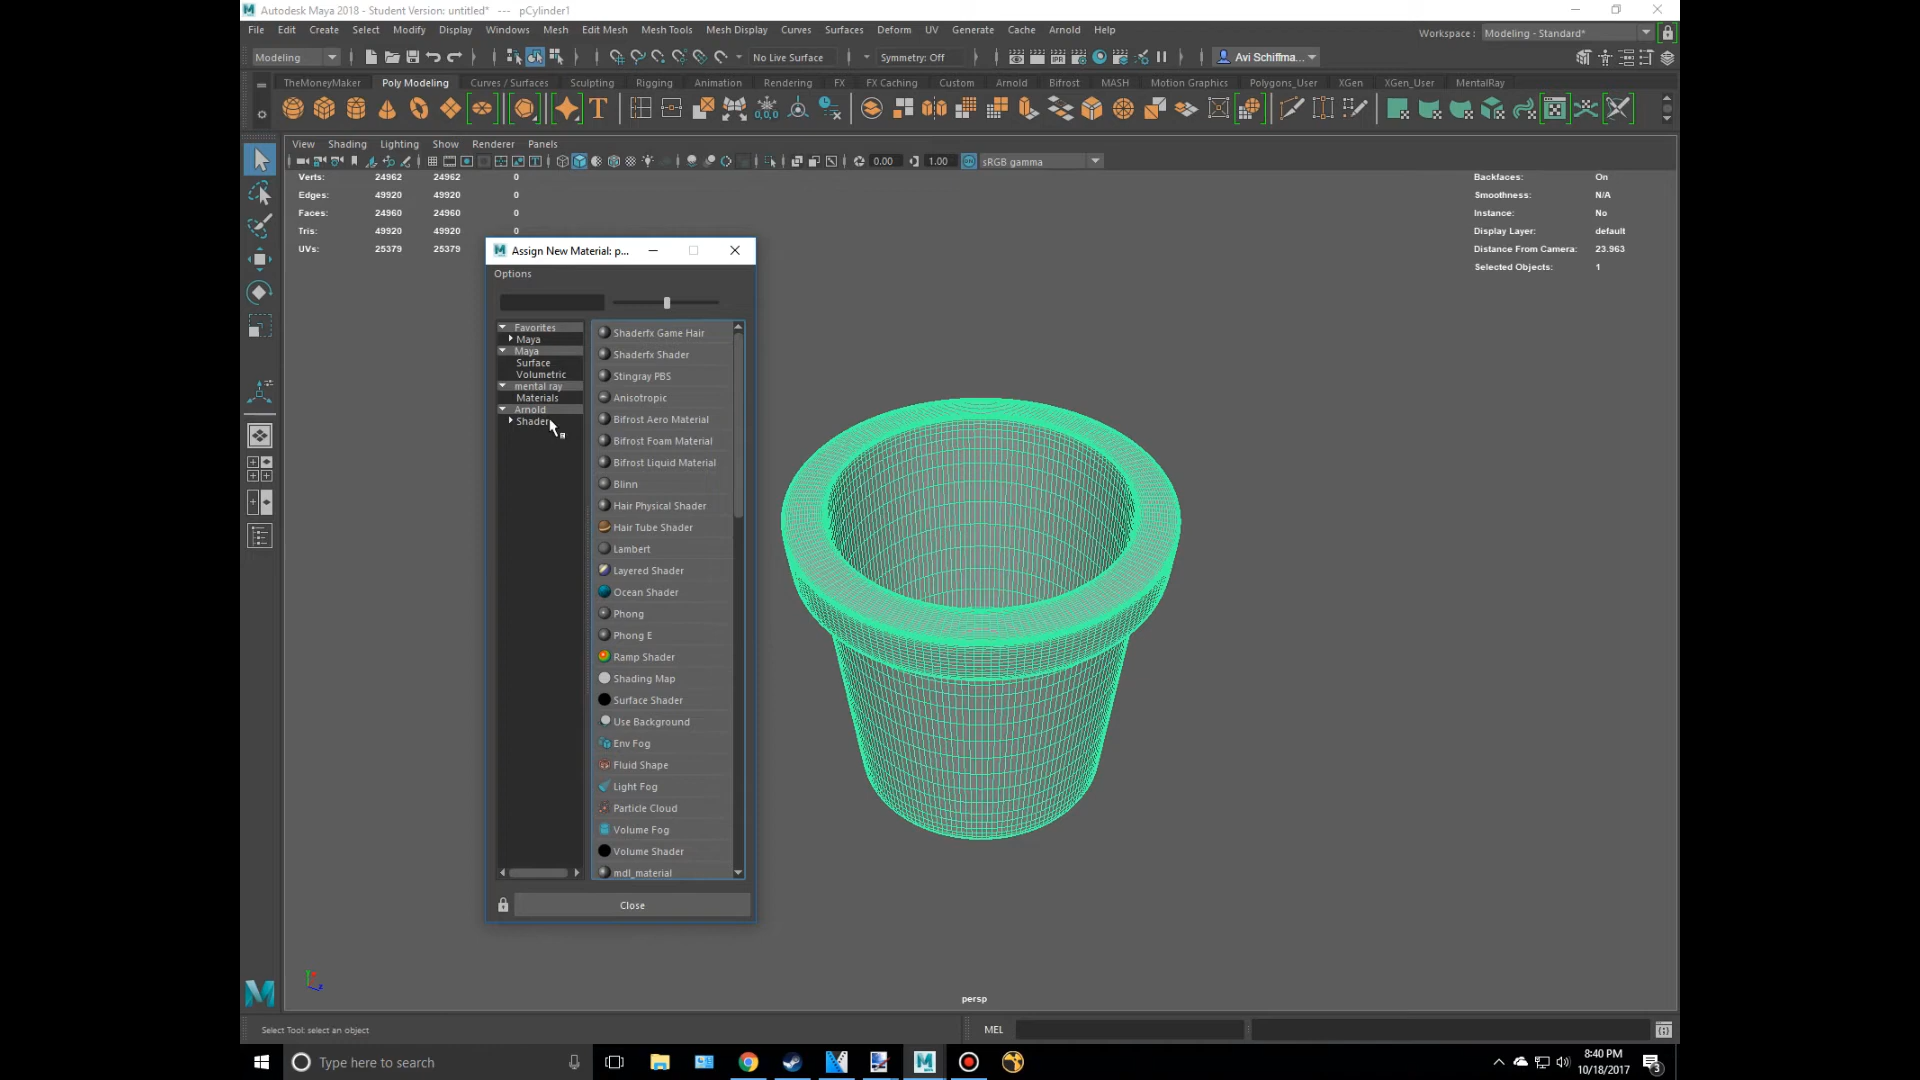 Autodesk Maya 2018 - Student Version: untitled* --- pCylinder1
File Edit Create Select Modify Display Windows Mesh Edit Mesh Mesh Tools Mesh Display Curves Surfaces Deform UV Generate Cache Arnold Help
Workspace : Modeling - Standard*
Modeling No Live Surface Symmetry: Off Avi Schiffma...
TheMoneyMaker Poly Modeling Curves / Surfaces Sculpting Rigging Animation Rendering FX FX Caching Custom Arnold Bifrost MASH Motion Graphics Polygons_User XGen XGen_User MentalRay
T 0,0,0
View Shading Lighting Show Renderer Panels
0.00 1.00 sRGB gamma
Verts: 24962 24962 0
Edges: 49920 49920 0
Faces: 24960 24960 0
Tris: 49920 49920 0
UVs: 25379 25379 0
Backfaces: On
Smoothness: N/A
Instance: No
Display Layer: default
Distance From Camera: 23.963
Selected Objects: 1
Assign New Material: p...
Options
Favorites
Maya
Maya
Surface
Volumetric
mental ray
Materials
Arnold
Shader
Shaderfx Game Hair
Shaderfx Shader
Stingray PBS
Anisotropic
Bifrost Aero Material
Bifrost Foam Material
Bifrost Liquid Material
Blinn
Hair Physical Shader
Hair Tube Shader
Lambert
Layered Shader
Ocean Shader
Phong
Phong E
Ramp Shader
Shading Map
Surface Shader
Use Background
Env Fog
Fluid Shape
Light Fog
Particle Cloud
Volume Fog
Volume Shader
mdl_material
Close
persp
Select Tool: select an object
MEL
Type here to search
8:40 PM
10/18/2017
3